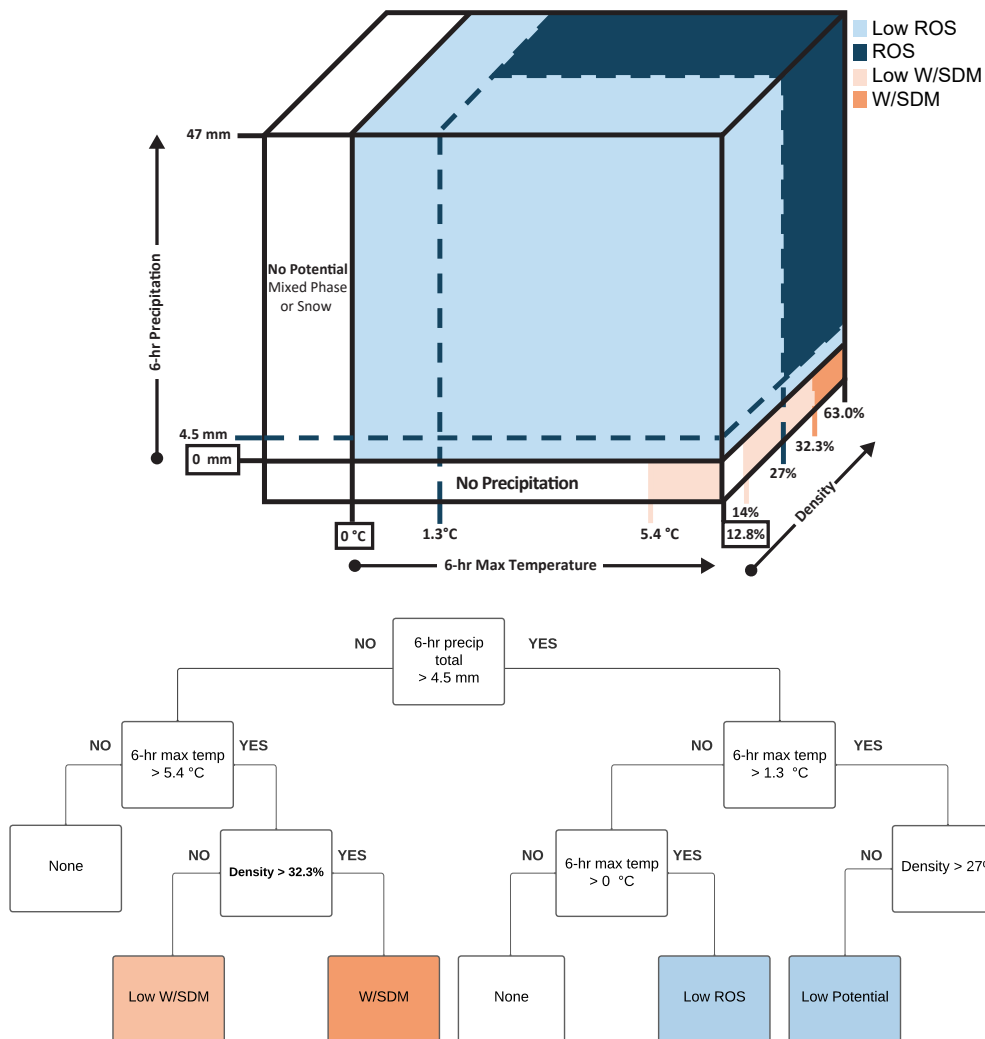 Low ROS
ROS
Low W/SDM
W/SDM
47 mm
6-hr Precipitation
No Potential
Mixed Phase
or Snow
4.5 mm
0 mm
No Precipitation
63.0%
32.3%
27%
14%
12.8%
Density
0 °C
1.3°C
5.4 °C
6-hr Max Temperature
NO
6-hr precip
total
> 4.5 mm
YES
NO
6-hr max temp
> 5.4 °C
YES
NO
6-hr max temp
> 1.3 °C
YES
None
NO
Density > 32.3%
YES
NO
6-hr max temp
> 0 °C
YES
NO
Density > 27
Low W/SDM
W/SDM
None
Low ROS
Low Potential